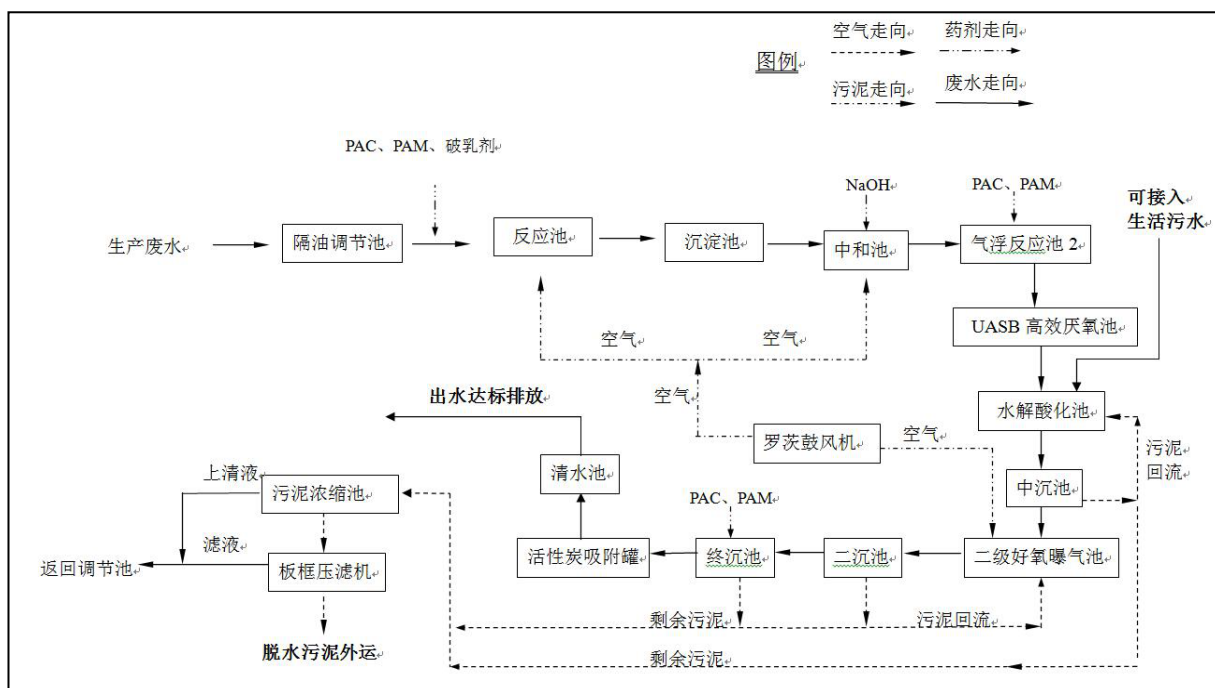 空气走向 药剂走向
图例
污泥走向 废水走向
PAC、PAM、破乳剂
NaOH
PAC、PAM
可接入
生活污水
生产废水
隔油调节池
反应池
沉淀池
中和池
气浮反应池 2
UASB 高效厌氧池
空气
空气
出水达标排放
空气
水解酸化池
罗茨鼓风机
空气
污泥
回流
上清液
清水池
污泥浓缩池
中沉池
PAC、PAM
滤液
返回调节池
板框压滤机
活性炭吸附罐
终沉池
二沉池
二级好氧曝气池
剩余污泥
污泥回流
脱水污泥外运
剩余污泥